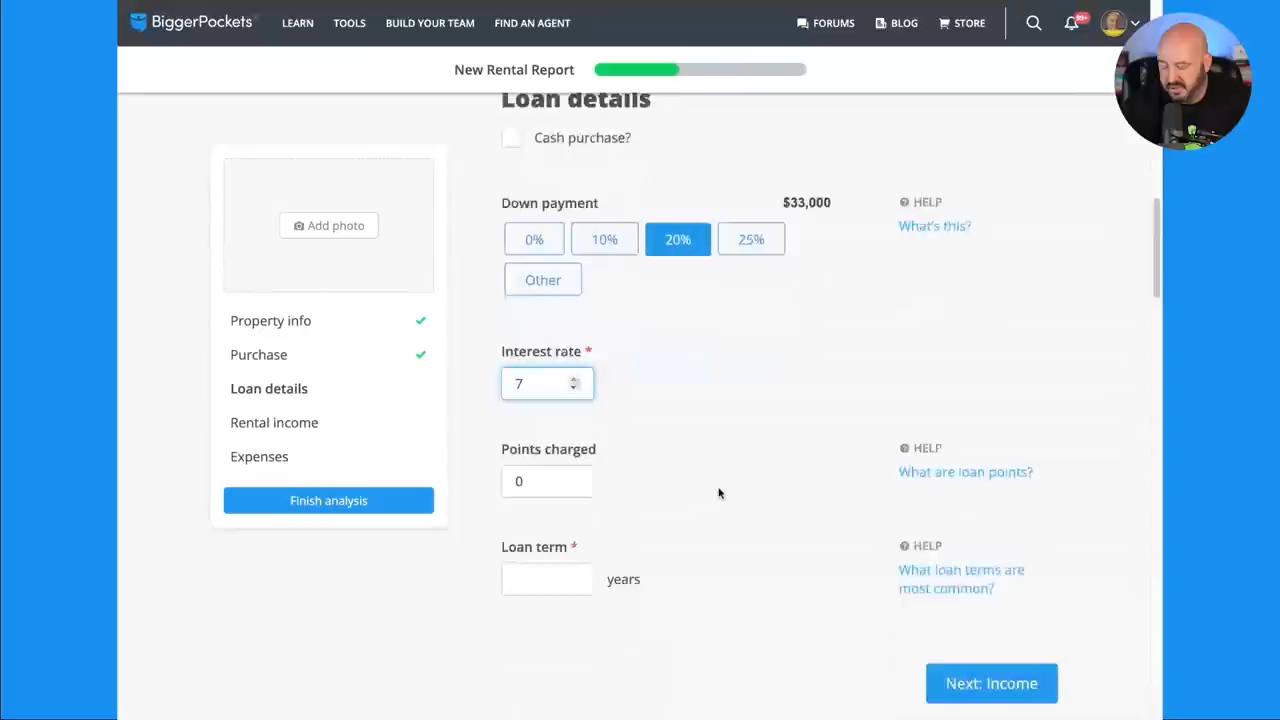 BiggerPockets®
LEARN
TOOLS
BUILD YOUR TEAM
FIND AN AGENT
FORUMS
BLOG
STORE
99+
New Rental Report
Loan details
Cash purchase?
Add photo
Property info
Purchase
Loan details
Rental income
Expenses
Finish analysis
Down payment
$33,000
0%
10%
20%
25%
Other
HELP
What's this?
Interest rate *
7
Points charged
0
HELP
What are loan points?
Loan term *
years
HELP
What loan terms are
most common?
Next: Income